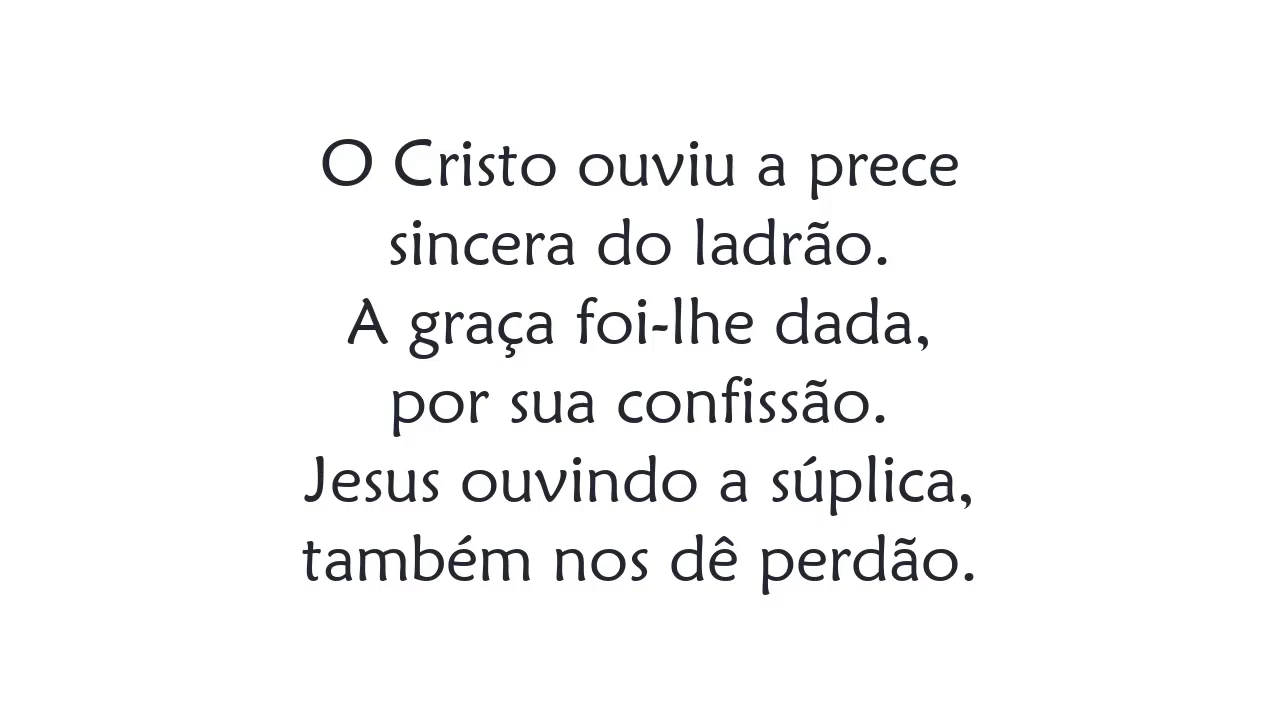 O Cristo ouviu a prece
sincera do ladrão.
A graça foi-lhe dada,
por sua confissão.
Jesus ouvindo a súplica,
também nos dê perdão.